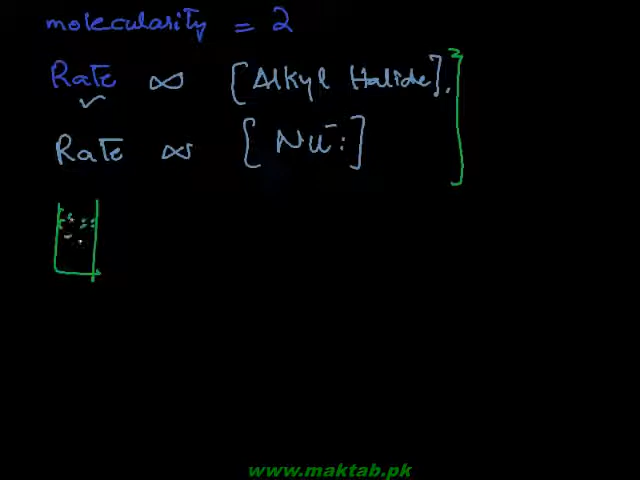 molecularity = 2
Rate ∝ [Alkyl Halide].
Rate ∝ [Nu⁻:]
www.maktab.pk